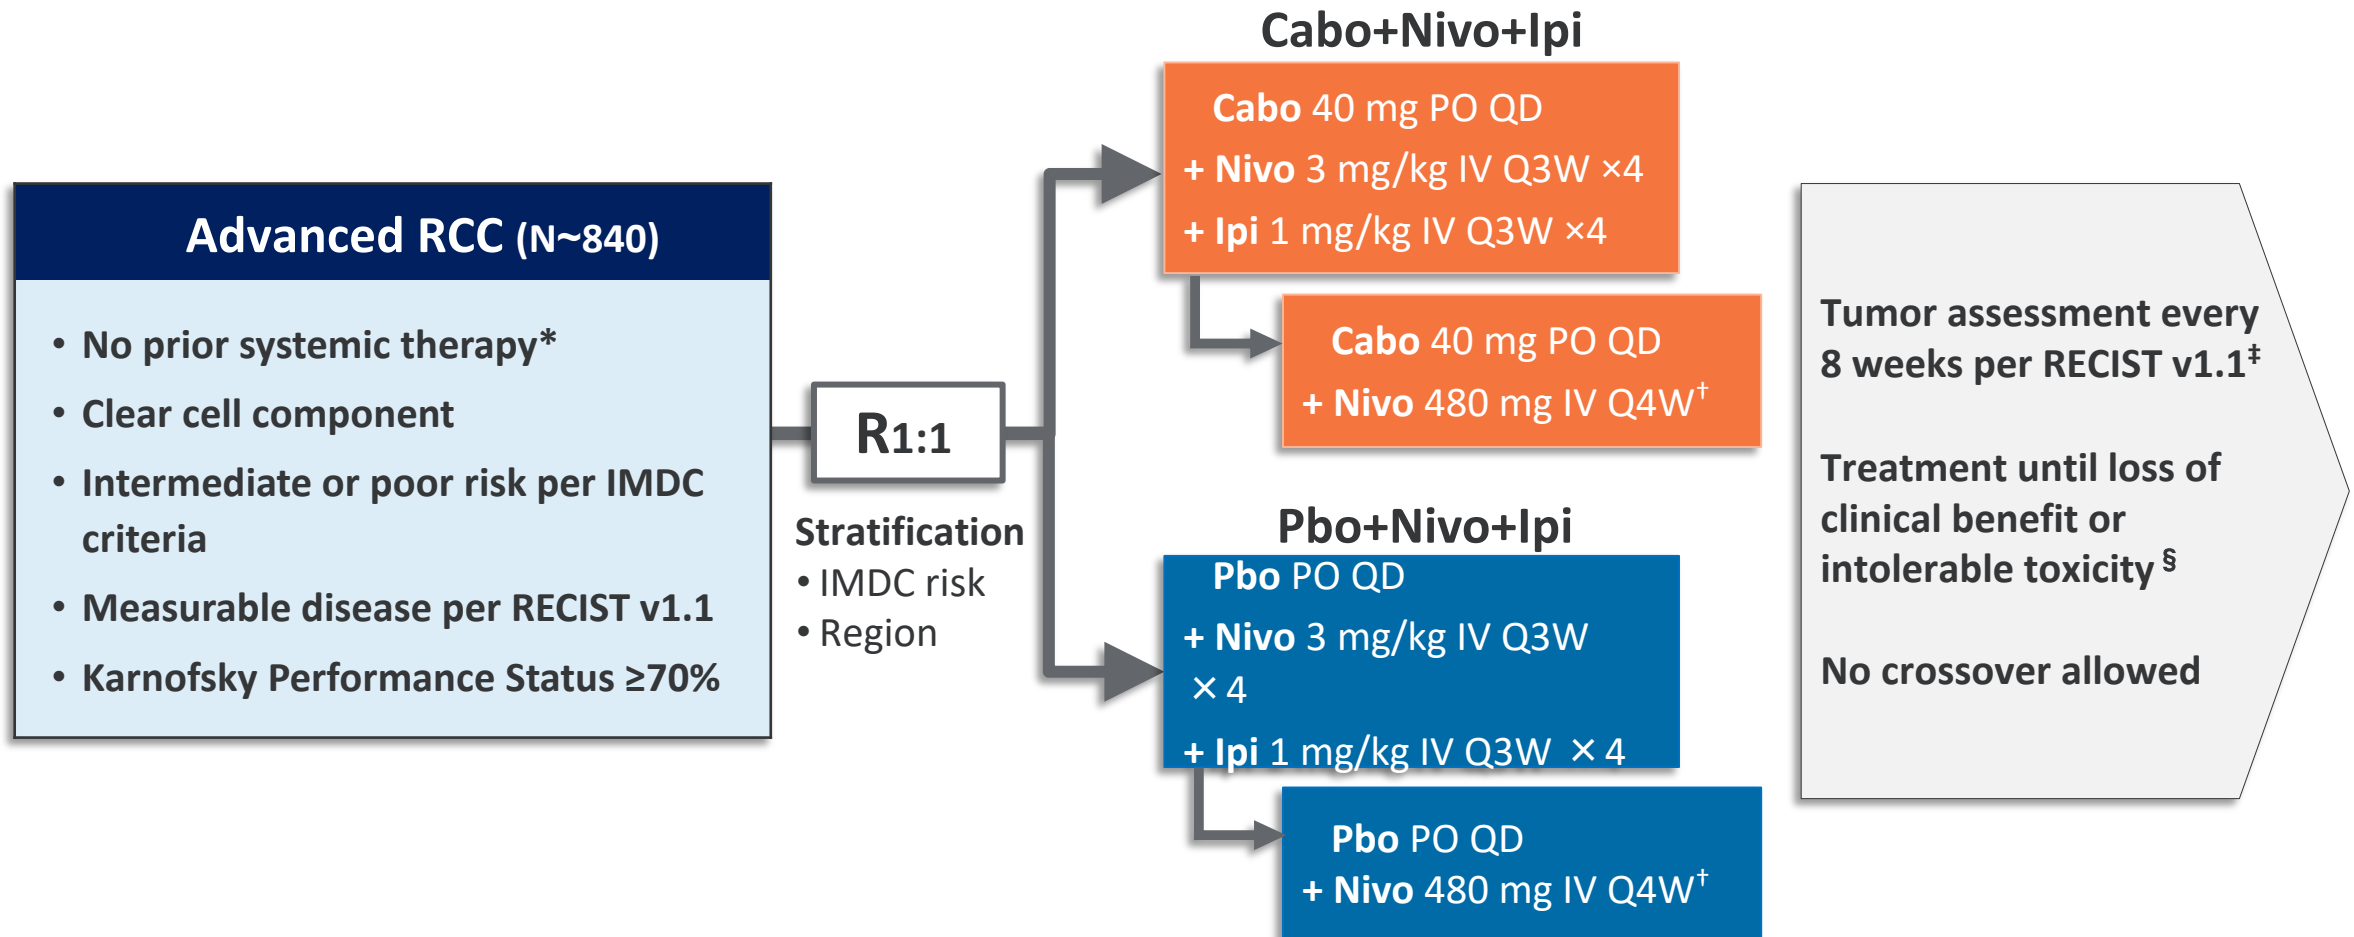 Advanced RCC (N~840)
• No prior systemic therapy*
• Clear cell component
• Intermediate or poor risk per IMDC
criteria
• Measurable disease per RECIST v1.1
• Karnofsky Performance Status ≥70%
R1:1
Stratification
• IMDC risk
• Region
Cabo+Nivo+Ipi
Cabo 40 mg PO QD
+ Nivo 3 mg/kg IV Q3W ×4
+ Ipi 1 mg/kg IV Q3W ×4
Cabo 40 mg PO QD
+ Nivo 480 mg IV Q4W†
Pbo+Nivo+Ipi
Pbo PO QD
+ Nivo 3 mg/kg IV Q3W
× 4
+ Ipi 1 mg/kg IV Q3W × 4
Pbo PO QD
+ Nivo 480 mg IV Q4W†
Tumor assessment every
8 weeks per RECIST v1.1‡
Treatment until loss of
clinical benefit or
intolerable toxicity §
No crossover allowed